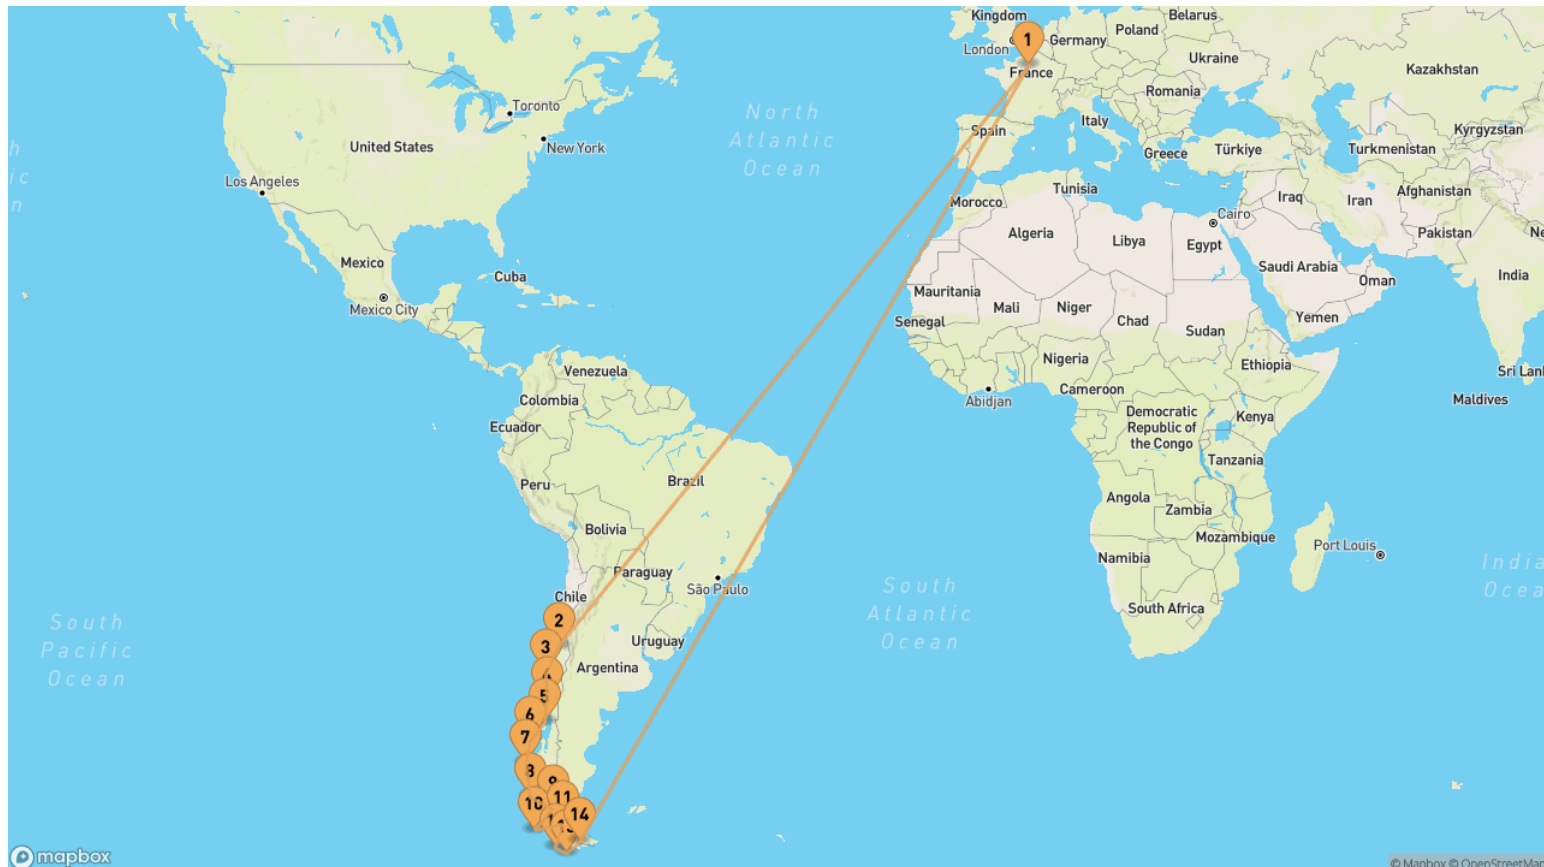 Kingdom
Belarus
Poland
London
Germany
1
Ukraine
France
Kazakhstan
Romania
Toronto
North
Atlantic
Ocean
Italy
Spain
Kyrgyzstan
United States
New York
Greece
Türkiye
Turkmenistan
Los Angeles
Tunisia
Afghanistan
Morocco
Iraq
Iran
Cairo
Algeria
Libya
Egypt
Pakistan
Mexico
Saudi Arabia
India
Cuba
Oman
Mauritania
Mexico City
Mali
Niger
Chad
Yemen
Senegal
Sudan
Nigeria
Ethiopia
Venezuela
Cameroon
Colombia
Abidjan
Maldives
Democratic
Republic of
the Congo
Kenya
Ecuador
Tanzania
Peru
Brazil
Angola
Zambia
Bolivia
Mozambique
Port Louis
Namibia
Paraguay
São Paulo
South
Atlantic
Ocean
Chile
South Africa
2
South
Pacific
Ocean
3
Uruguay
Argentina
5
6
7
8
9
10
11
14
mapbox
© Mapbox © OpenStreetMap